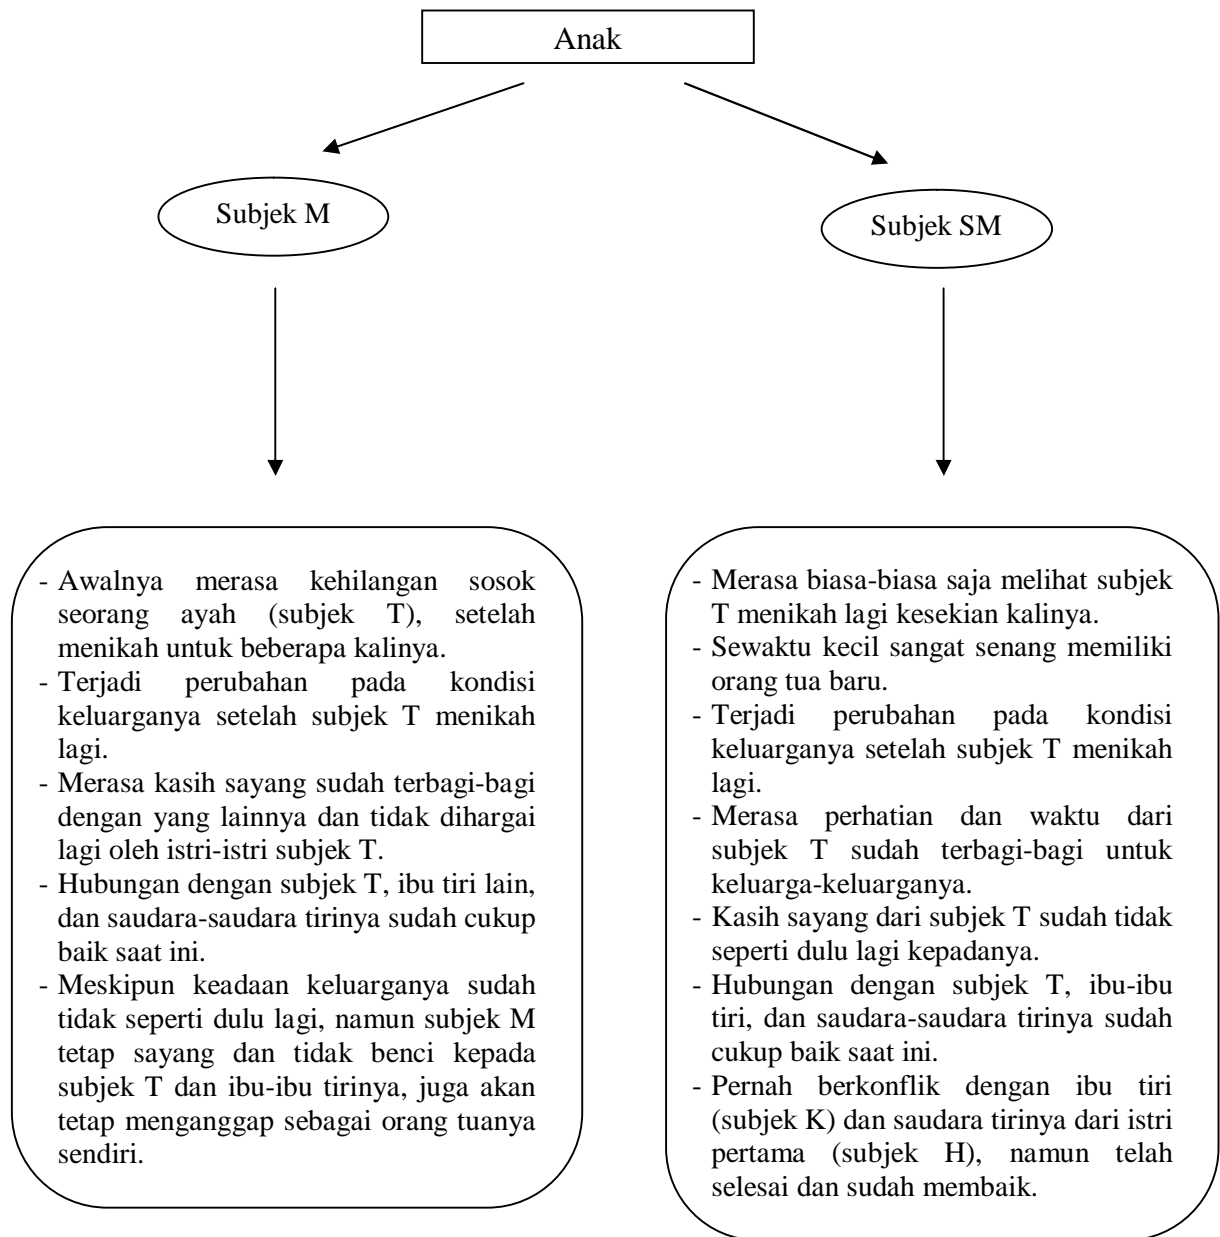 Anak
Subjek M
Subjek SM
- Awalnya merasa kehilangan sosok
seorang ayah (subjek T), setelah
menikah untuk beberapa kalinya.
- Terjadi perubahan pada kondisi
keluarganya setelah subjek T menikah
lagi.
- Merasa kasih sayang sudah terbagi-bagi
dengan yang lainnya dan tidak dihargai
lagi oleh istri-istri subjek T.
- Hubungan dengan subjek T, ibu tiri lain,
dan saudara-saudara tirinya sudah cukup
baik saat ini.
- Meskipun keadaan keluarganya sudah
tidak seperti dulu lagi, namun subjek M
tetap sayang dan tidak benci kepada
subjek T dan ibu-ibu tirinya, juga akan
tetap menganggap sebagai orang tuanya
sendiri.
- Merasa biasa-biasa saja melihat subjek
T menikah lagi kesekian kalinya.
- Sewaktu kecil sangat senang memiliki
orang tua baru.
- Terjadi perubahan pada kondisi
keluarganya setelah subjek T menikah
lagi.
- Merasa perhatian dan waktu dari
subjek T sudah terbagi-bagi untuk
keluarga-keluarganya.
- Kasih sayang dari subjek T sudah tidak
seperti dulu lagi kepadanya.
- Hubungan dengan subjek T, ibu-ibu
tiri, dan saudara-saudara tirinya sudah
cukup baik saat ini.
- Pernah berkonflik dengan ibu tiri
(subjek K) dan saudara tirinya dari istri
pertama (subjek H), namun telah
selesai dan sudah membaik.